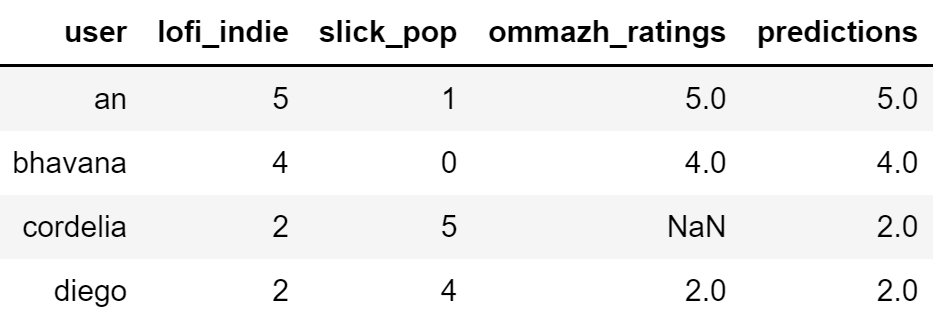 user lofi_indie slick_pop ommazh_ratings predictions
an 5 1 5.0 5.0
bhavana 4 0 4.0 4.0
cordelia 2 5 NaN 2.0
diego 2 4 2.0 2.0